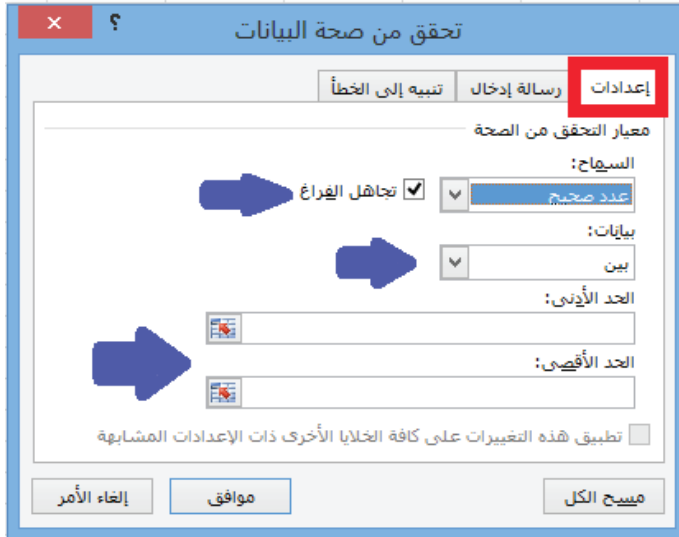 تحقق من صحة البيانات ؟ ×
إعدادات رسالة إدخال تنبيه إلى الخطأ
معيار التحقق من الصحة
السماح:
عدد صحيح تجاهل الفراغ
بيانات:
بين
الحد الأدنى:
الحد الأقصى:
تطبيق هذه التغييرات على كافة الخلايا الأخرى ذات الإعدادات المشابهة
مسح الكل موافق إلغاء الأمر